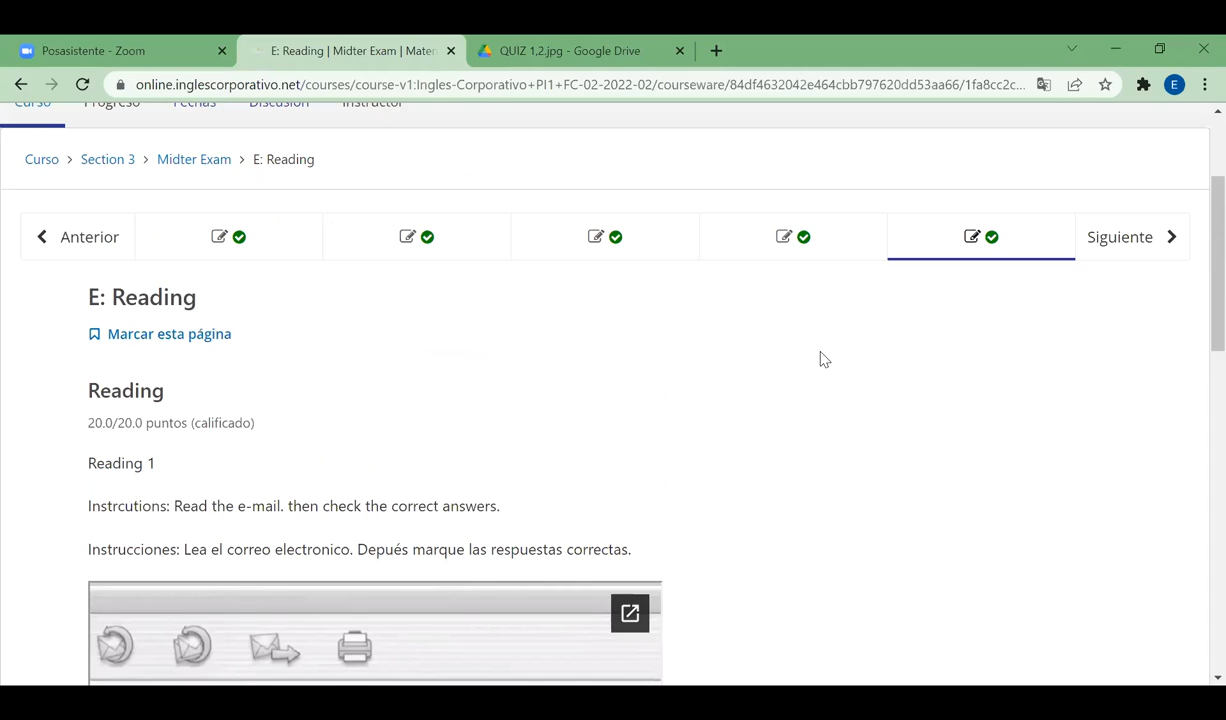 Posasistente - Zoom
E: Reading | Midter Exam | Mater
QUIZ 1,2.jpg - Google Drive
online.inglescorporativo.net/courses/course-v1:Ingles-Corporativo+PI1+FC-02-2022-02/courseware/84df4632042e464cbb797620dd53aa66/1fa8cc2c...
E
Curso Progreso Fechas Discusión Instructor
Curso > Section 3 > Midter Exam > E: Reading
Anterior
Siguiente
E: Reading
Marcar esta página
Reading
20.0/20.0 puntos (calificado)
Reading 1
Instrcutions: Read the e-mail. then check the correct answers.
Instrucciones: Lea el correo electronico. Depués marque las respuestas correctas.